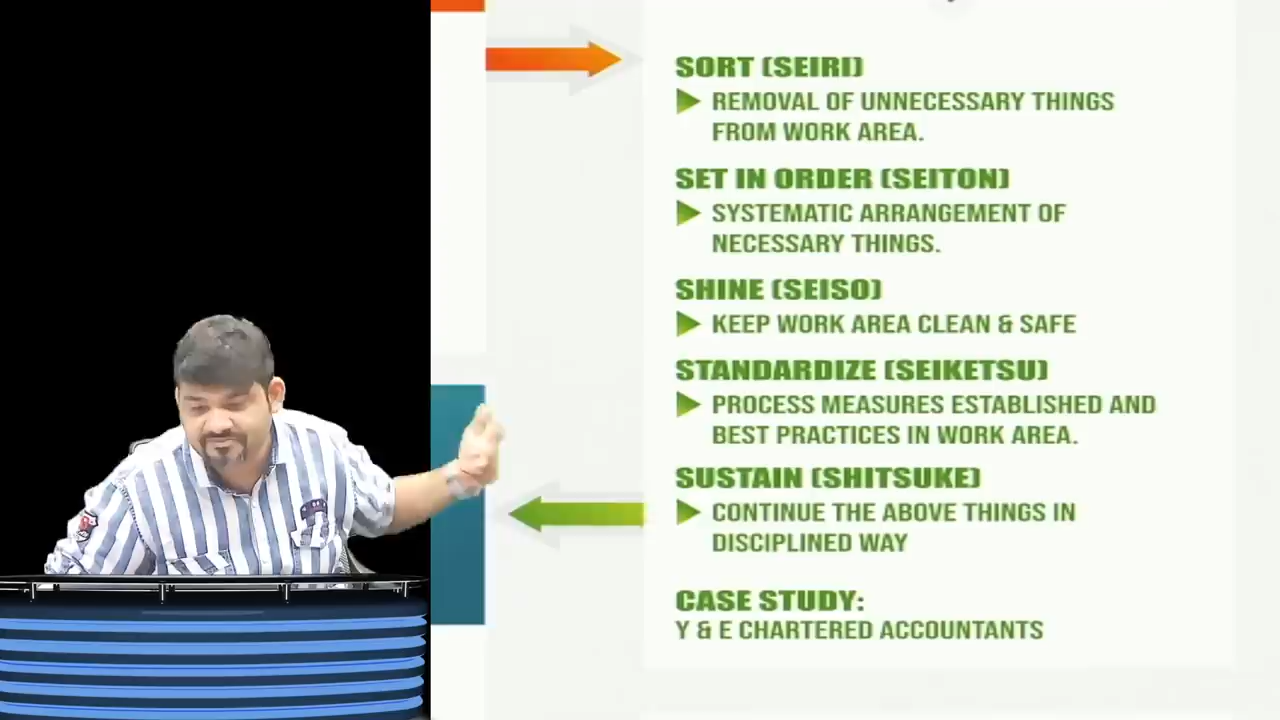 SORT (SEIRI)
REMOVAL OF UNNECESSARY THINGS
FROM WORK AREA.
SET IN ORDER (SEITON)
SYSTEMATIC ARRANGEMENT OF
NECESSARY THINGS.
SHINE (SEISO)
KEEP WORK AREA CLEAN & SAFE
STANDARDIZE (SEIKETSU)
PROCESS MEASURES ESTABLISHED AND
BEST PRACTICES IN WORK AREA.
SUSTAIN (SHITSUKE)
CONTINUE THE ABOVE THINGS IN
DISCIPLINED WAY
CASE STUDY:
Y & E CHARTERED ACCOUNTANTS